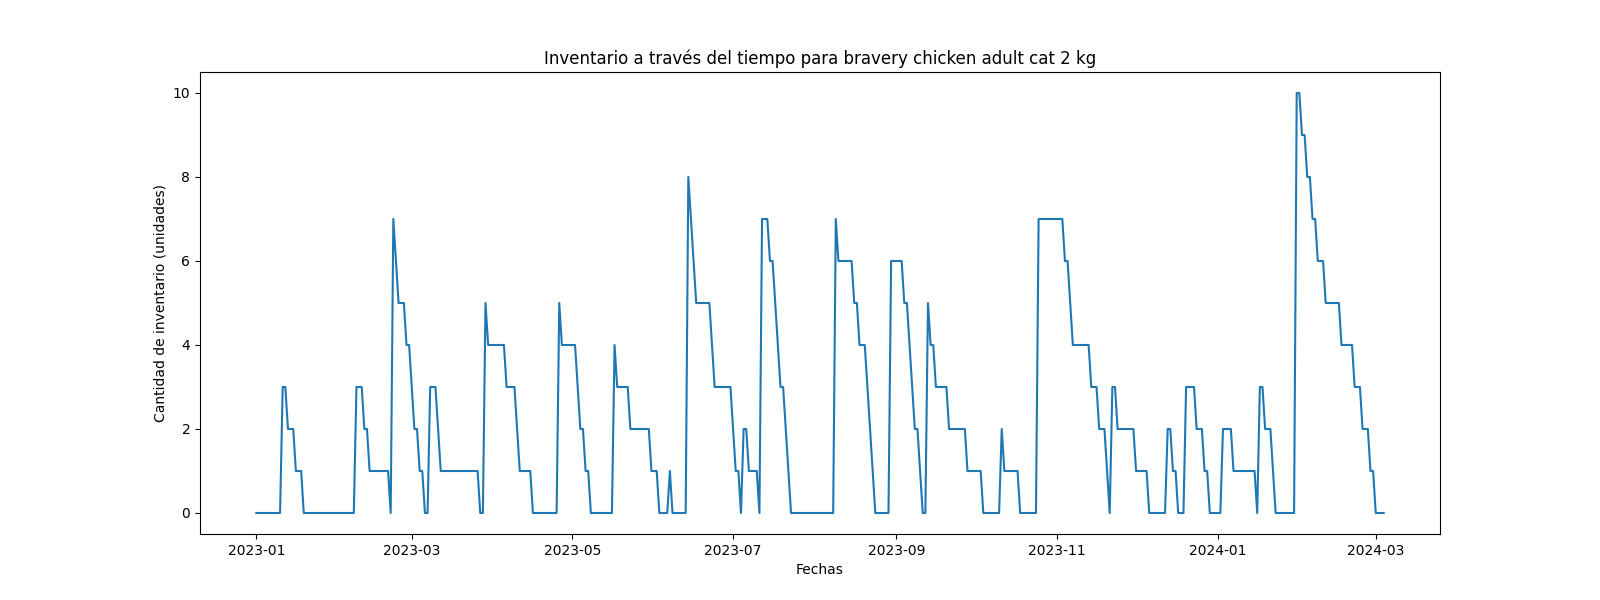 Inventario a través del tiempo para bravery chicken adult cat 2 kg
Cantidad de inventario (unidades)
10
8
6
4
2
0
2023-01 2023-03 2023-05 2023-07 2023-09 2023-11 2024-01 2024-03
Fechas